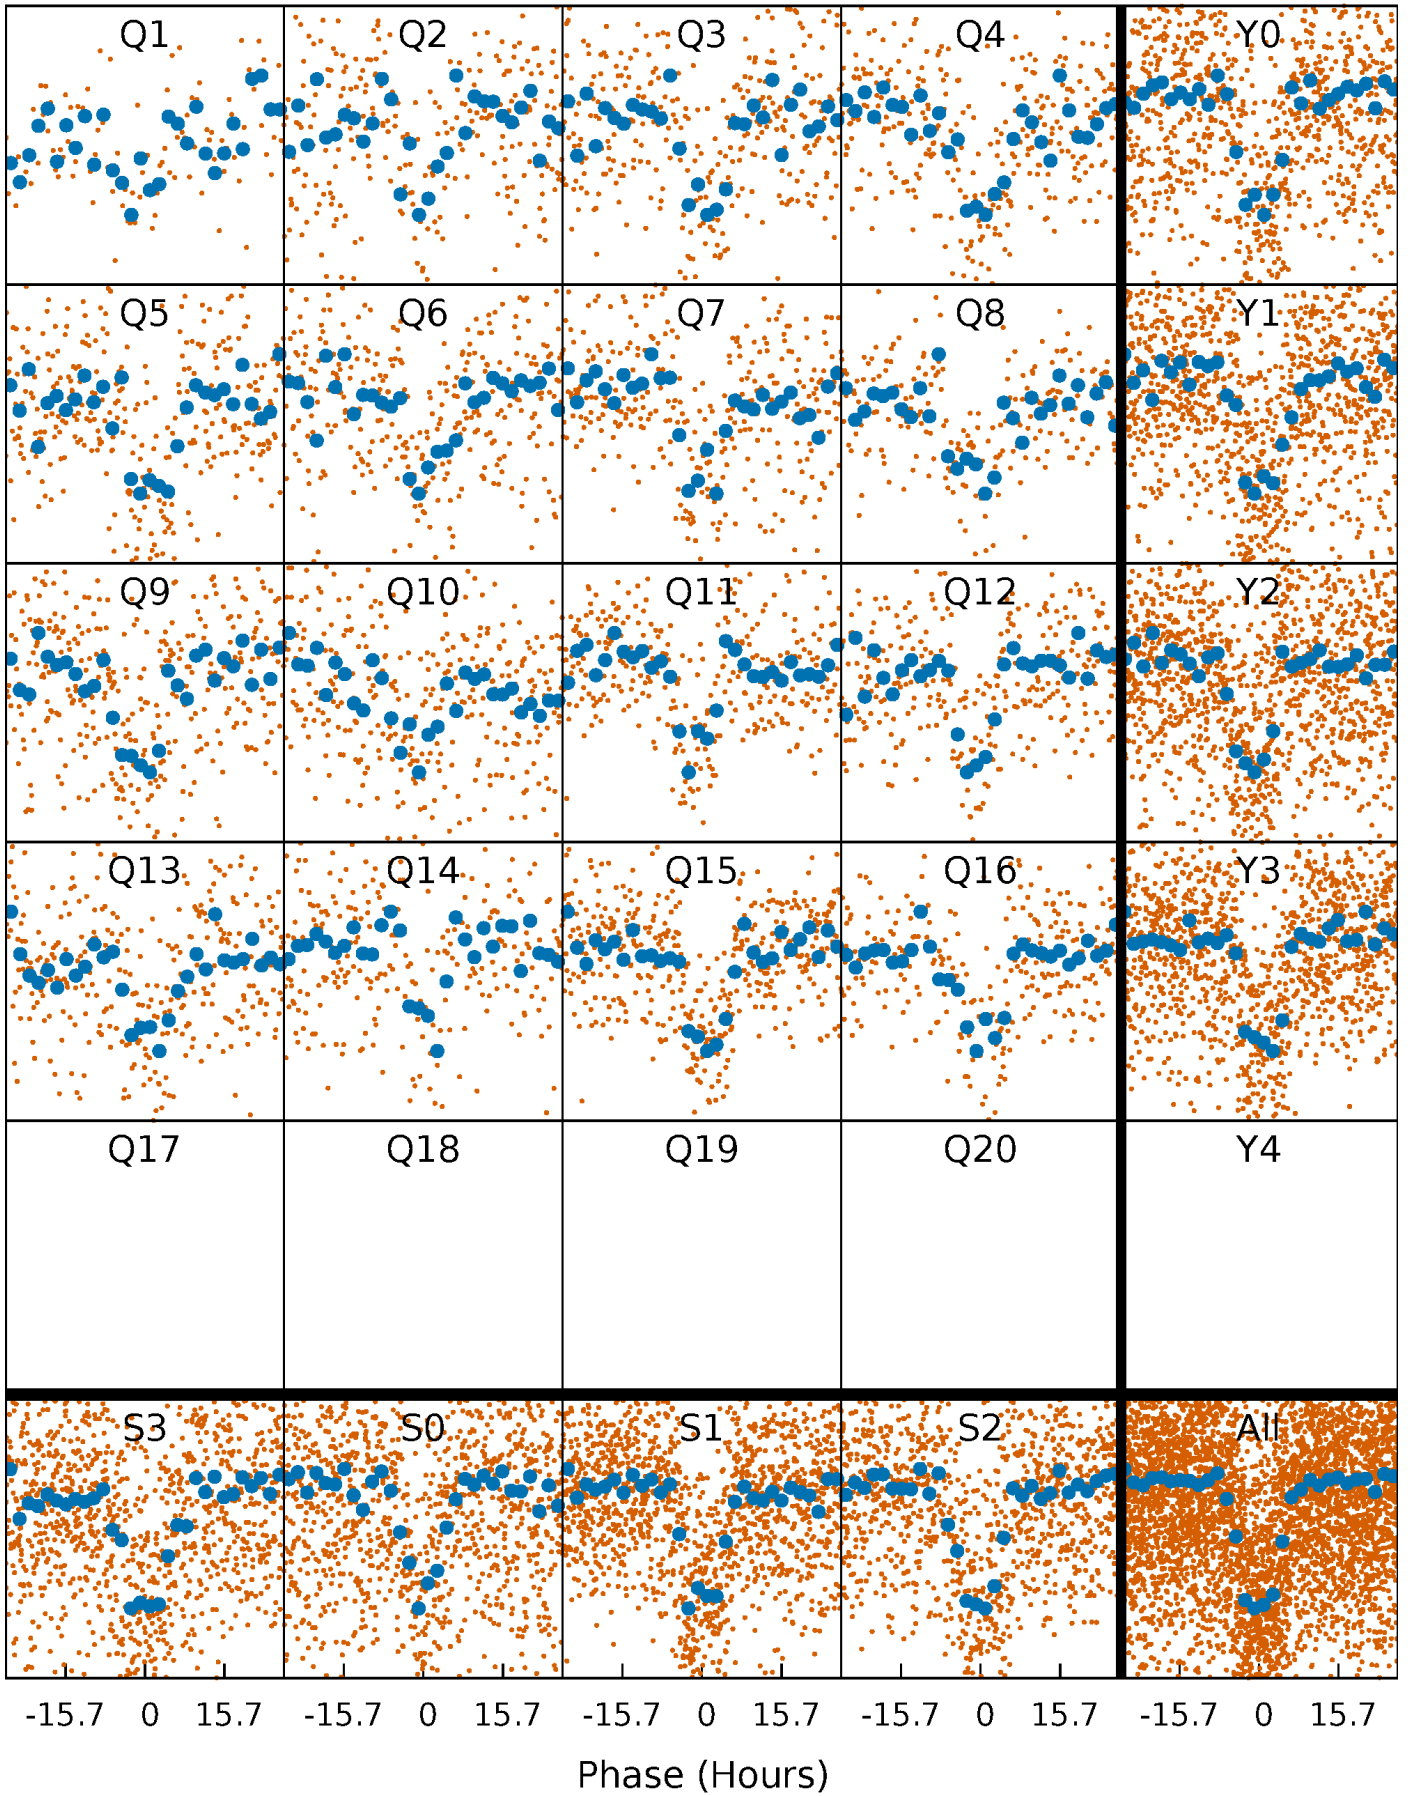 Q1 Q2 Q3 Q4 Y0
Q5 Q6 Q7 Q8 Y1
Q9 Q10 Q11 Q12 Y2
Q13 Q14 Q15 Q16 Y3
Q17 Q18 Q19 Q20 Y4
S3 S0 S1 S2 All
-15.7 0 15.7 -15.7 0 15.7 -15.7 0 15.7 -15.7 0 15.7 -15.7 0 15.7
Phase (Hours)